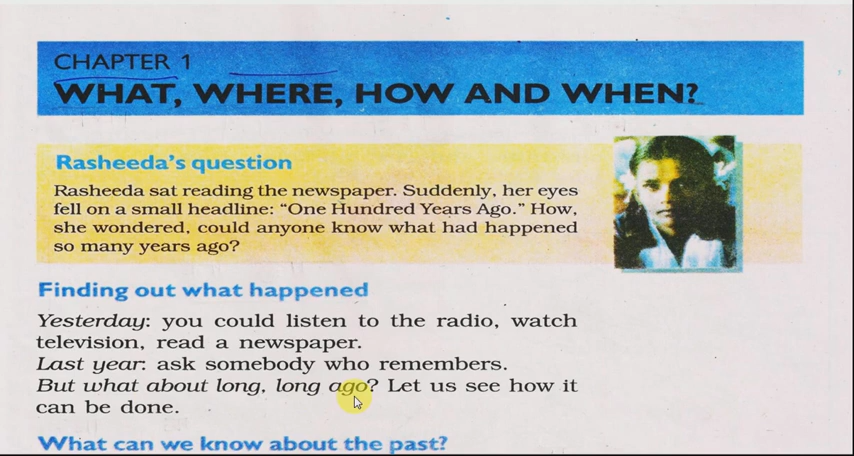 CHAPTER 1
WHAT, WHERE, HOW AND WHEN?
Rasheeda's question
Rasheeda sat reading the newspaper. Suddenly, her eyes
fell on a small headline: “One Hundred Years Ago.” How,
she wondered, could anyone know what had happened
so many years ago?
Finding out what happened
Yesterday: you could listen to the radio, watch
television, read a newspaper.
Last year: ask somebody who remembers.
But what about long, long ago? Let us see how it
can be done.
What can we know about the past?